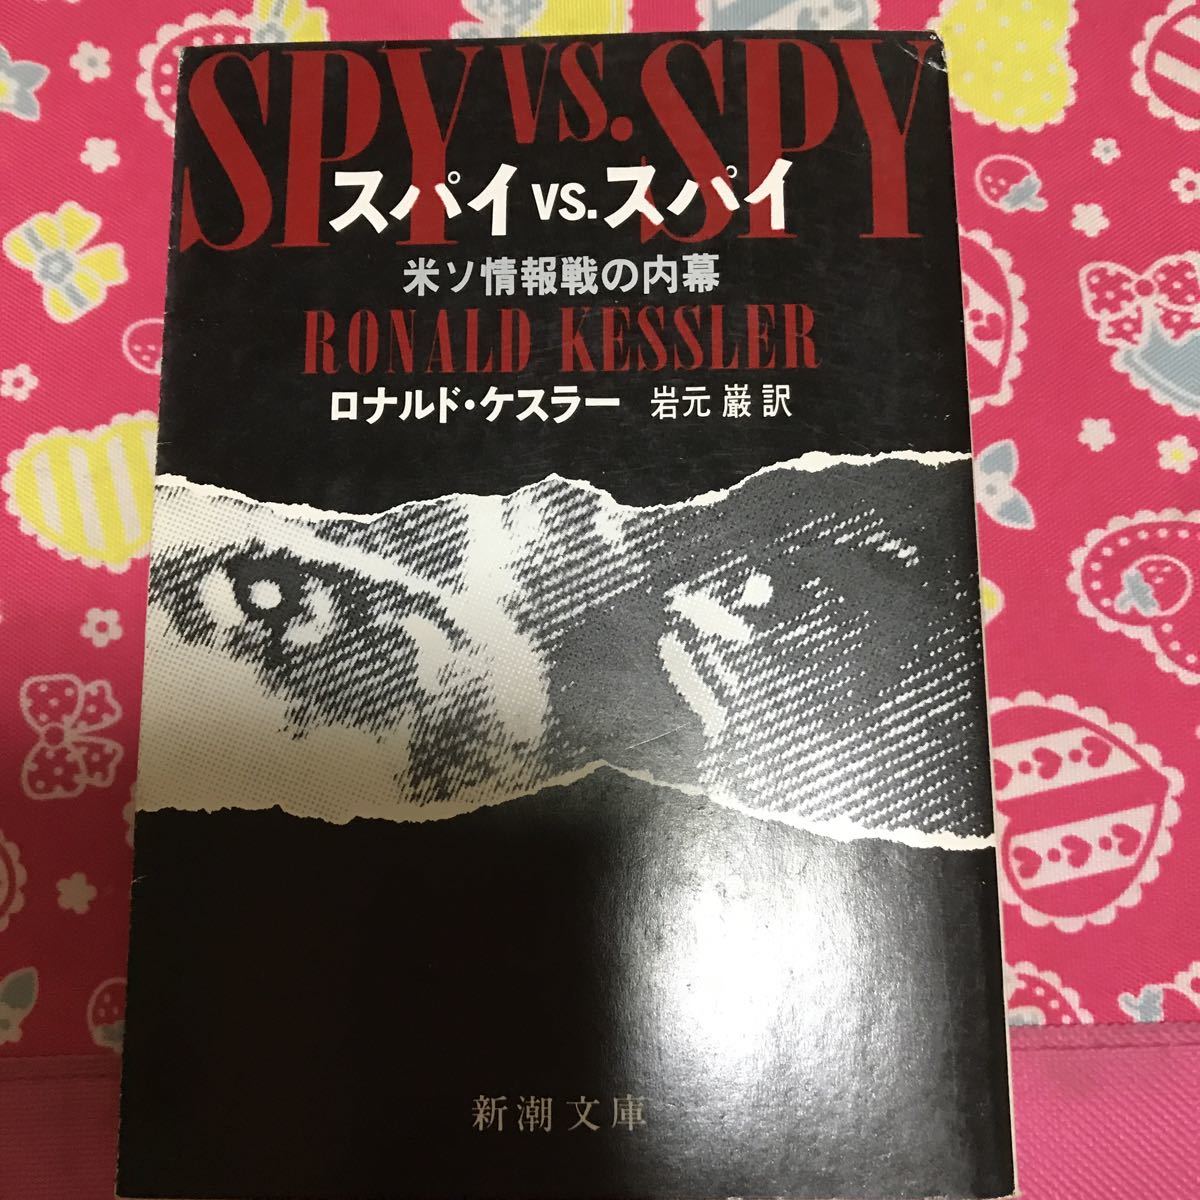 SPY VS. SPY
スパイ vs. スパイ
米ソ情報戦の内幕
RONALD KESSLER
ロナルド・ケスラー 岩元 巌 訳
新潮文庫